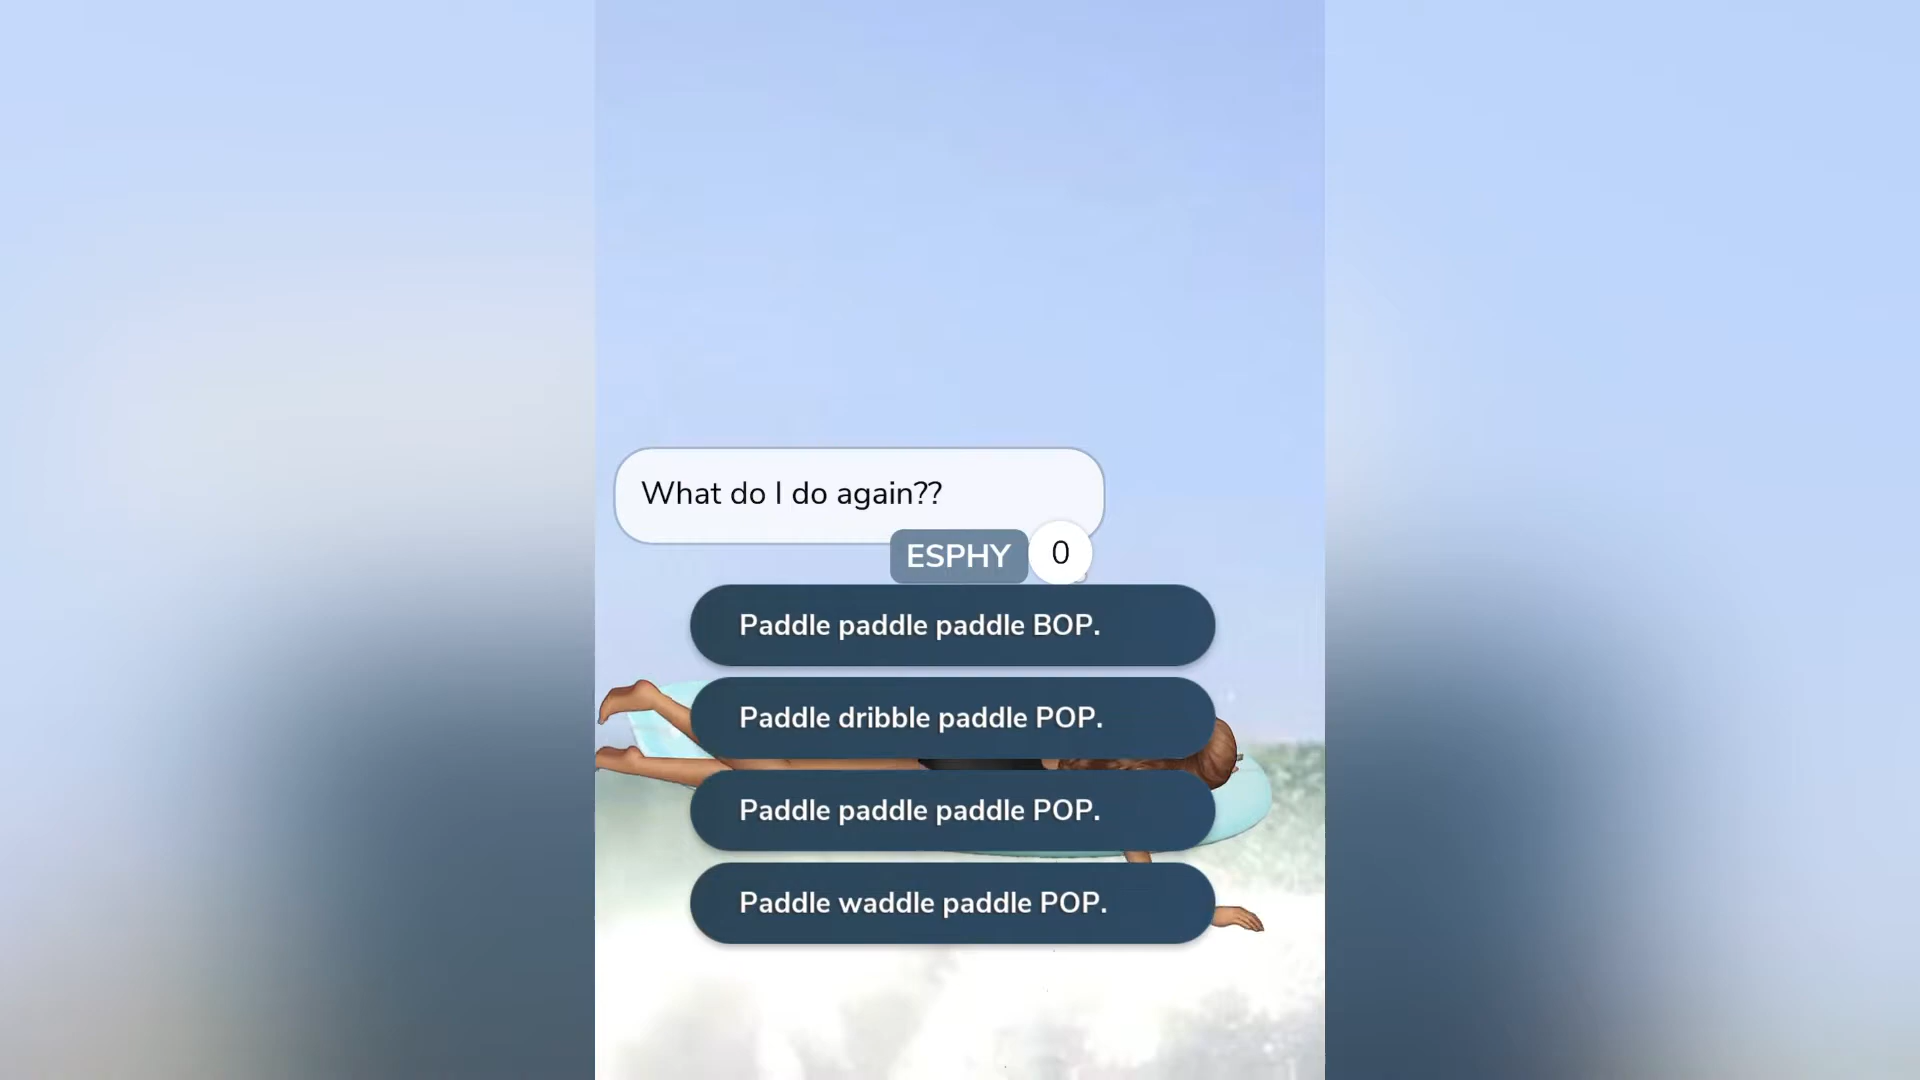 What do I do again??
ESPHY 0
Paddle paddle paddle BOP.
Paddle dribble paddle POP.
Paddle paddle paddle POP.
Paddle waddle paddle POP.